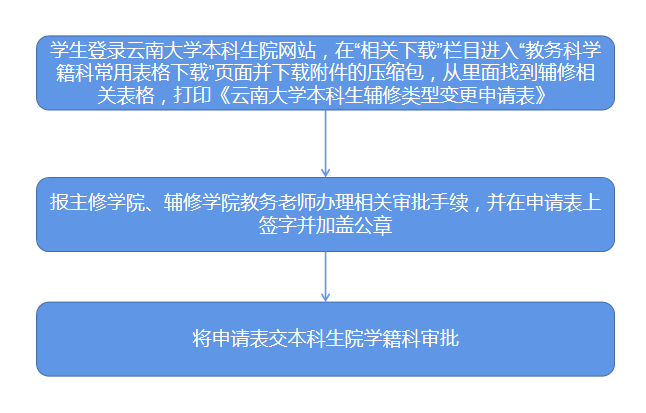 学生登录云南大学本科生院网站，在“相关下载”栏目进入“教务科学
籍科常用表格下载”页面并下载附件的压缩包，从里面找到辅修相
关表格，打印《云南大学本科生辅修类型变更申请表》
报主修学院、辅修学院教务老师办理相关审批手续，并在申请表上
签字并加盖公章
将申请表交本科生院学籍科审批